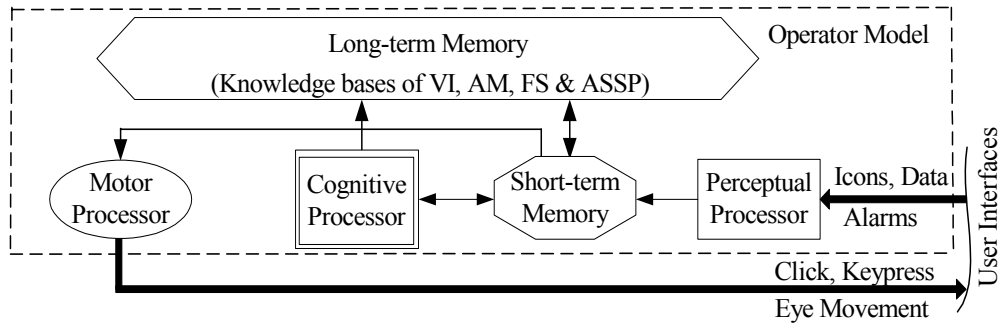 Long-term Memory
(Knowledge bases of VI, AM, FS & ASSP)
Operator Model
Motor
Processor
Cognitive
Processor
Short-term
Memory
Perceptual
Processor
Icons, Data
Alarms
User Interfaces
Click, Keypress
Eye Movement